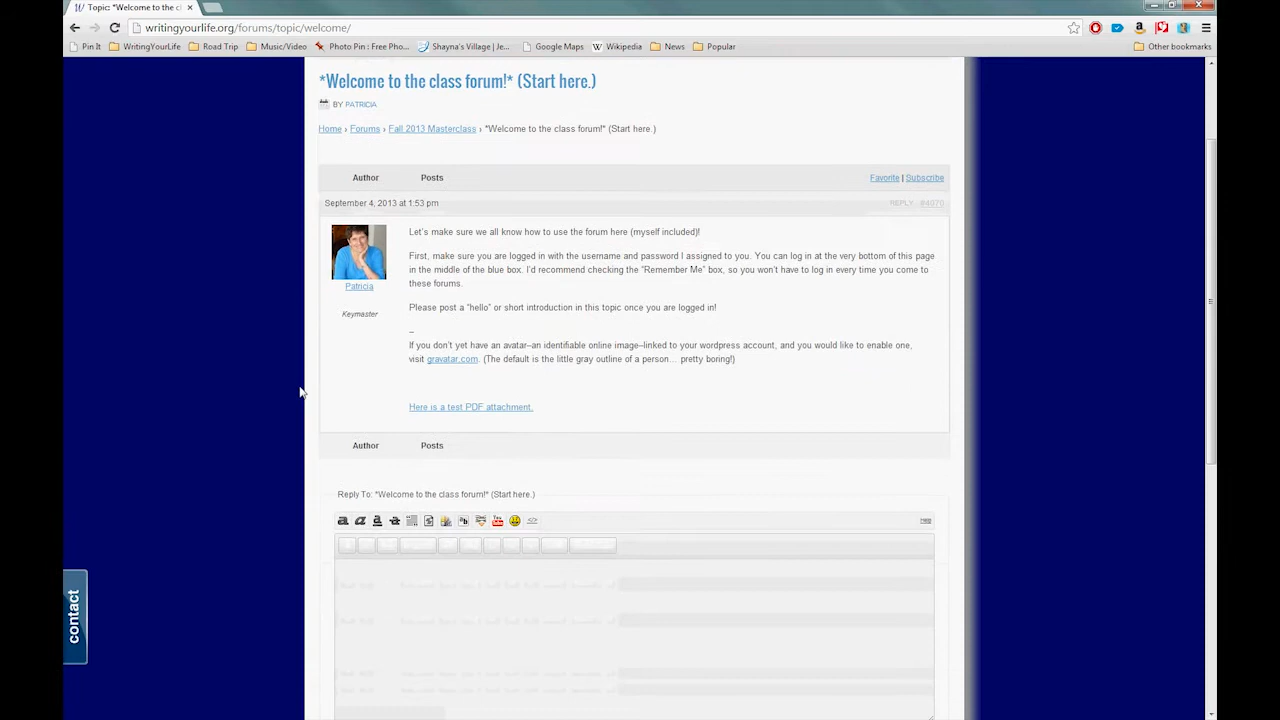 Topic: *Welcome to the cl
writingyourlife.org/forums/topic/welcome/
Pin It WritingYourLife Road Trip Music/Video Photo Pin : Free Pho... Shayna's Village | Je... Google Maps Wikipedia News Popular Other bookmarks
*Welcome to the class forum!* (Start here.)
BY PATRICIA
Home › Forums › Fall 2013 Masterclass › *Welcome to the class forum!* (Start here.)
Author Posts Favorite | Subscribe
September 4, 2013 at 1:53 pm REPLY #4070
Let's make sure we all know how to use the forum here (myself included)!
First, make sure you are logged in with the username and password I assigned to you. You can log in at the very bottom of this page
in the middle of the blue box. I'd recommend checking the "Remember Me" box, so you won't have to log in every time you come to
these forums.
Patricia
Keymaster
Please post a "hello" or short introduction in this topic once you are logged in!
–
If you don't yet have an avatar–an identifiable online image–linked to your wordpress account, and you would like to enable one,
visit gravatar.com. (The default is the little gray outline of a person… pretty boring!)
Here is a test PDF attachment.
Author Posts
Reply To: *Welcome to the class forum!* (Start here.)
contact